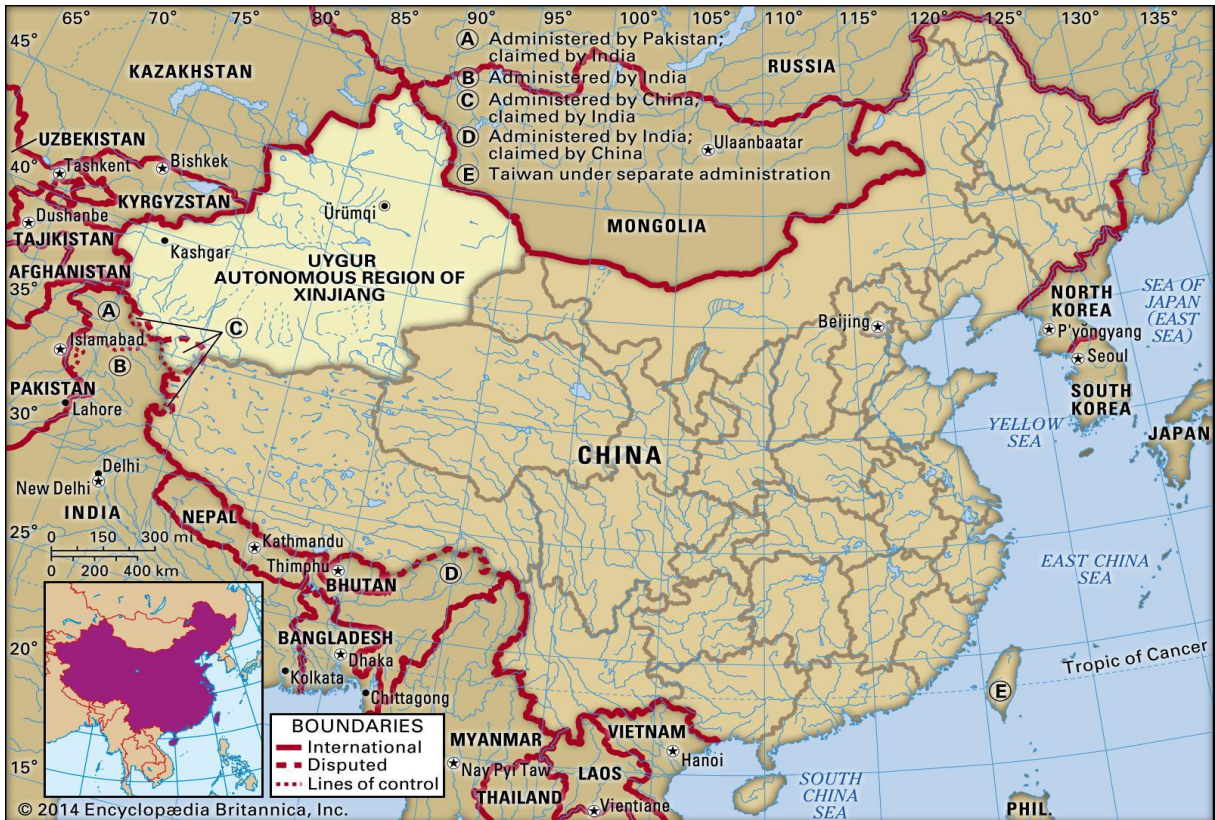 65°
70°
75°
80°
85°
90°
95°
100°
105°
110°
115°
120°
125°
130°
135°
45°
40°
35°
30°
25°
20°
15°
A Administered by Pakistan;
claimed by India
B Administered by India
C Administered by China;
claimed by India
D Administered by India;
claimed by China
E Taiwan under separate administration
KAZAKHSTAN
RUSSIA
UZBEKISTAN
Tashkent
Bishkek
Ulaanbaatar
KYRGYZSTAN
Dushanbe
TAJIKISTAN
Ürümqi
MONGOLIA
Kashgar
UYGUR
AUTONOMOUS REGION OF
XINJIANG
AFGHANISTAN
A
C
Islamabad
B
PAKISTAN
Lahore
Beijing
NORTH
KOREA
P'yŏngyang
Seoul
SOUTH
KOREA
SEA OF
JAPAN
(EAST
SEA)
YELLOW
SEA
JAPAN
CHINA
Delhi
New Delhi
INDIA
NEPAL
Kathmandu
Thimphu
BHUTAN
D
EAST CHINA
SEA
0 150 300 mi
0 200 400 km
BANGLADESH
Dhaka
Kolkata
Chittagong
Tropic of Cancer
E
BOUNDARIES
International
Disputed
Lines of control
MYANMAR
Nay Pyi Taw
VIETNAM
Hanoi
LAOS
THAILAND
Vientiane
SOUTH
CHINA
SEA
PHIL.
© 2014 Encyclopædia Britannica, Inc.